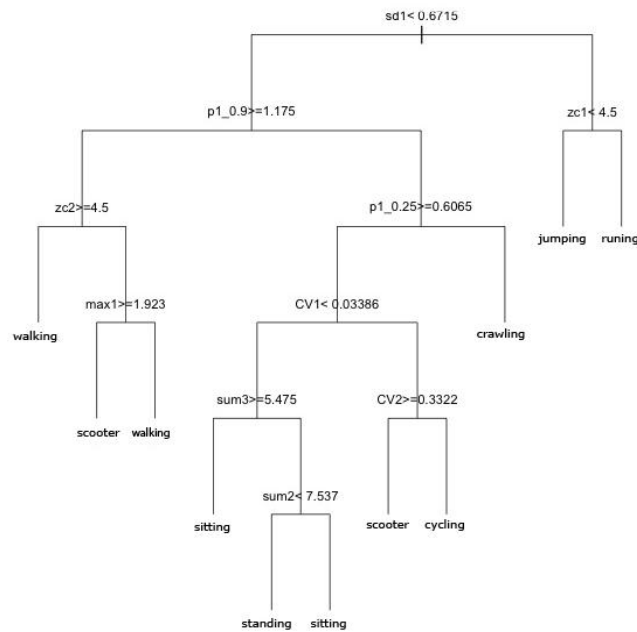 sd1< 0.6715
p1_0.9>=1.175
zc1< 4.5
zc2>=4.5
p1_0.25>=0.6065
jumping runing
max1>=1.923
CV1< 0.03386
walking
crawling
sum3>=5.475
CV2>=0.3322
scooter walking
sum2< 7.537
sitting
scooter cycling
standing sitting